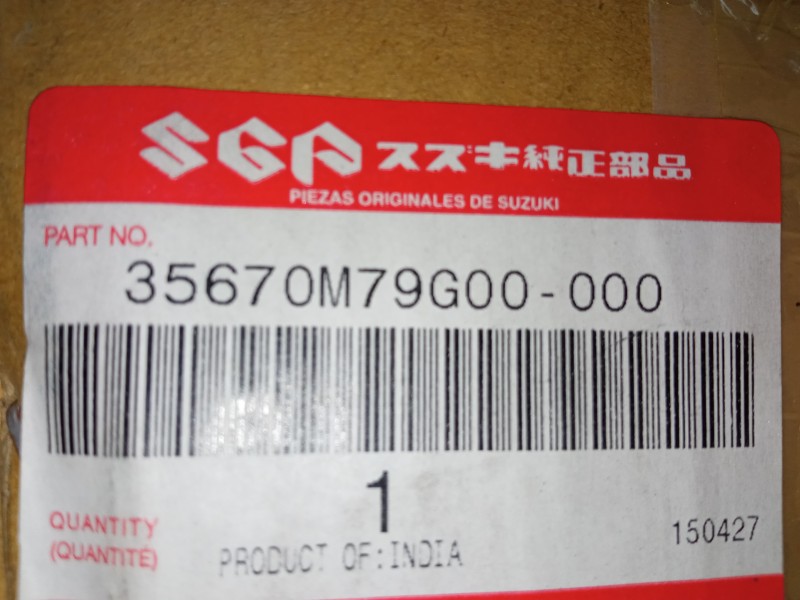 SGP スズキ純正部品
PIEZAS ORIGINALES DE SUZUKI
PART NO.
35670M79G00-000
1
QUANTITY
(QUANTITÉ)
PRODUCT OF:INDIA
150427